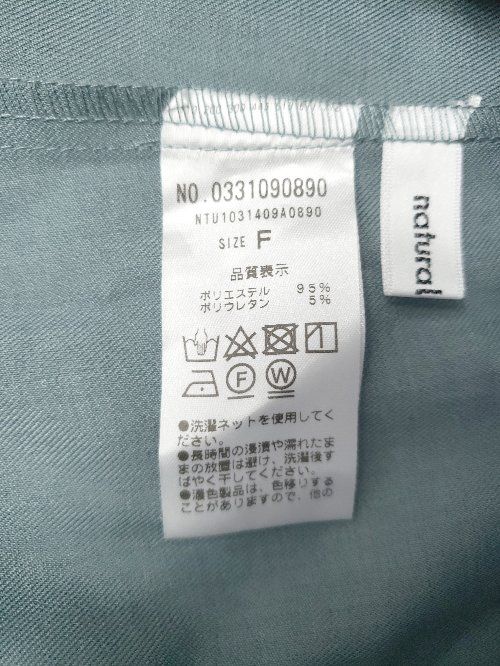 NO.0331090890
NTU1031409A0890
SIZE F
品質表示
ポリエステル 95%
ポリウレタン 5%
F W
●洗濯ネットを使用してく
ださい。
●長時間の浸漬や濡れたま
まの放置は避け、洗濯後す
ばやく干してください。
●濃色製品は、色移りする
ことがありますので、他の
natural